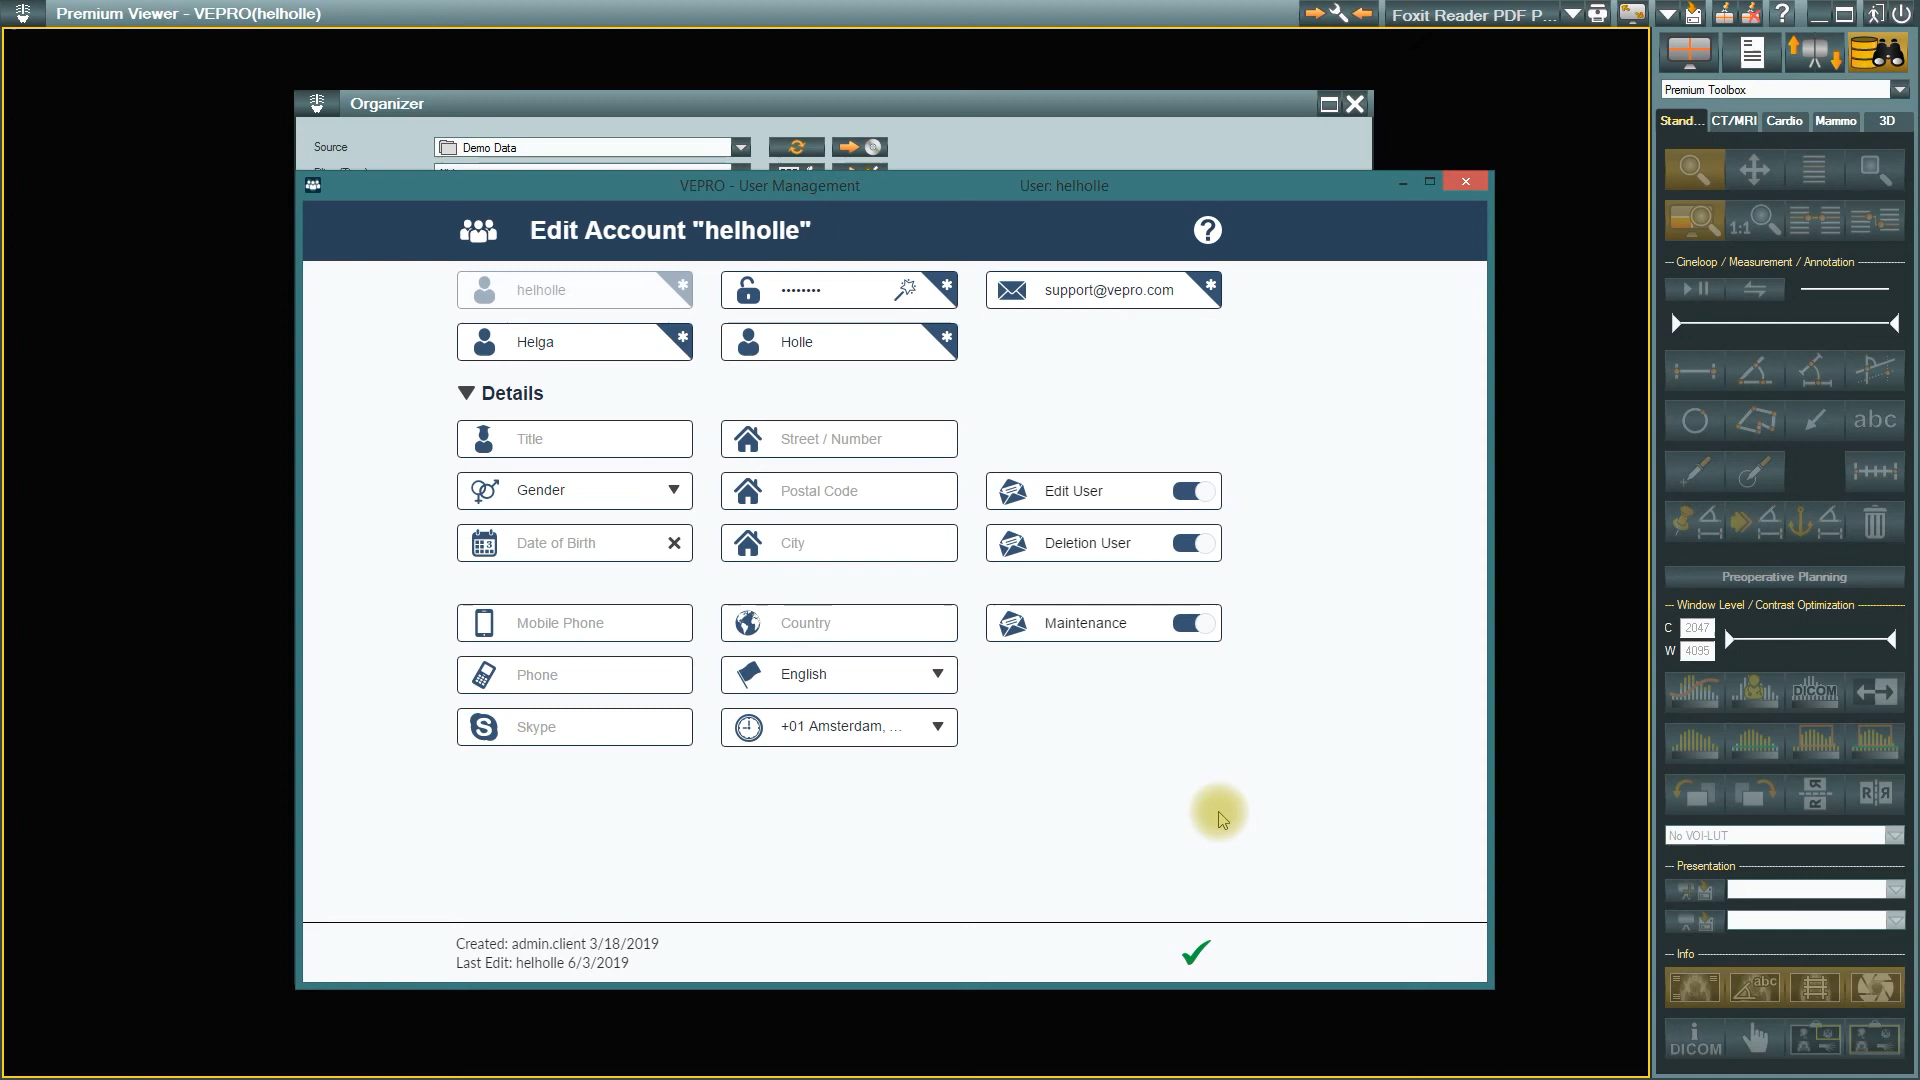 Premium Viewer - VEPRO(helholle)
Foxit Reader PDF P...
?
Organizer
Source
Demo Data
VEPRO - User Management
User: helholle
Edit Account "helholle"
?
helholle
*
••••••••
*
support@vepro.com
*
Helga
*
Holle
*
Details
Title
Street / Number
Gender
Postal Code
Edit User
Date of Birth
City
Deletion User
Mobile Phone
Country
Maintenance
Phone
English
Skype
+01 Amsterdam, ...
Created: admin.client 3/18/2019
Last Edit: helholle 6/3/2019
Premium Toolbox
Stand...
CT/MRI
Cardio
Mammo
3D
1:1
Cineloop / Measurement / Annotation
abc
Preoperative Planning
Window Level / Contrast Optimization
C
2047
W
4095
DICOM
R
R
R
R
No VOI-LUT
Presentation
Info
abc
i
DICOM